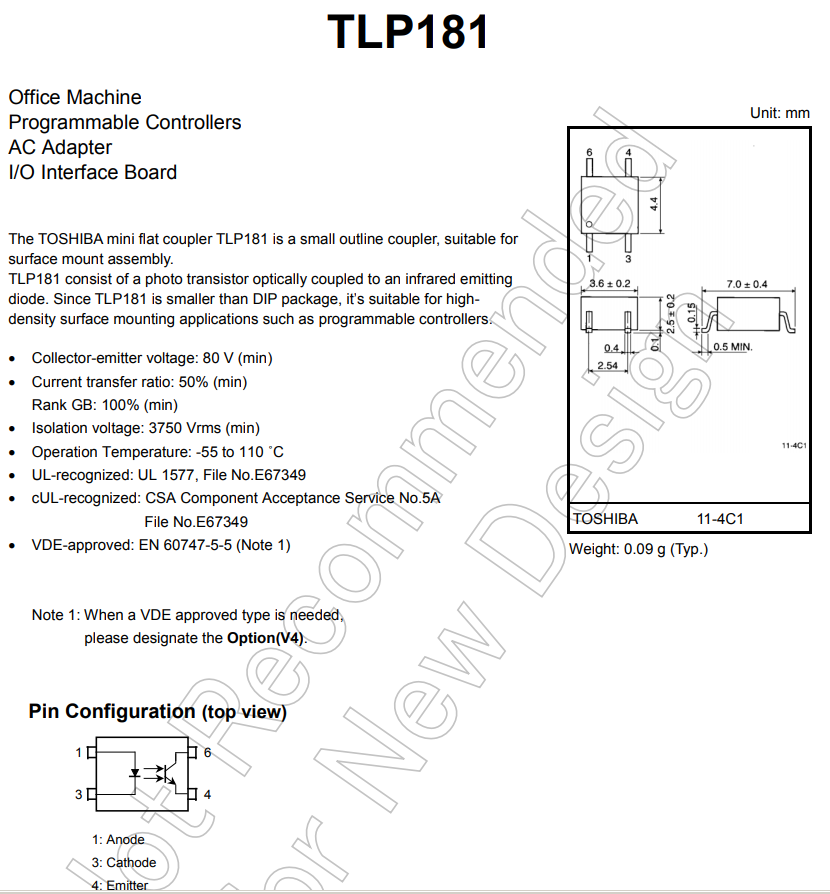 TLP181
Office Machine
Programmable Controllers
AC Adapter
I/O Interface Board
Unit: mm
6 4
4.4
1 3
3.6 ± 0.2
7.0 ± 0.4
2.5 ± 0.2
0.15
0.4
0.1
0.5 MIN.
2.54
11-4C1
TOSHIBA 11-4C1
Weight: 0.09 g (Typ.)
The TOSHIBA mini flat coupler TLP181 is a small outline coupler, suitable for
surface mount assembly.
TLP181 consist of a photo transistor optically coupled to an infrared emitting
diode. Since TLP181 is smaller than DIP package, it's suitable for high-
density surface mounting applications such as programmable controllers.
• Collector-emitter voltage: 80 V (min)
• Current transfer ratio: 50% (min)
Rank GB: 100% (min)
• Isolation voltage: 3750 Vrms (min)
• Operation Temperature: -55 to 110 ˚C
• UL-recognized: UL 1577, File No.E67349
• cUL-recognized: CSA Component Acceptance Service No.5A
File No.E67349
• VDE-approved: EN 60747-5-5 (Note 1)
Note 1: When a VDE approved type is needed,
please designate the Option(V4).
Pin Configuration (top view)
1 6
3 4
1: Anode
3: Cathode
4: Emitter
Not Recommended
for New Design